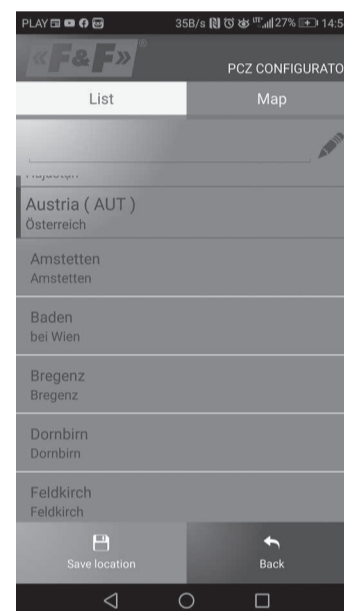 PLAY 35B/s 27% 14:5
«F&F»®
PCZ CONFIGURATO
List Map
Austria ( AUT )
Österreich
Amstetten
Amstetten
Baden
bei Wien
Bregenz
Bregenz
Dornbirn
Dornbirn
Feldkirch
Feldkirch
Save location Back